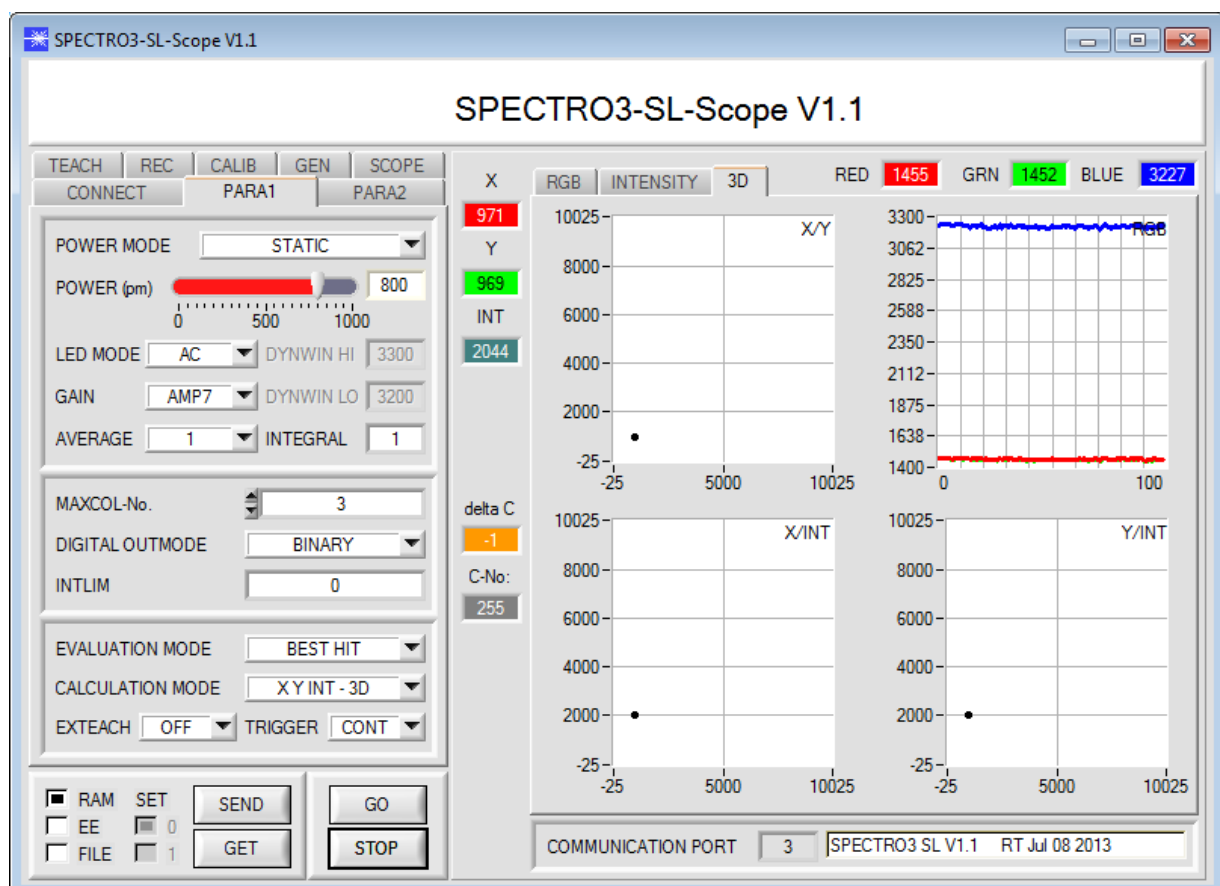 SPECTRO3-SL-Scope V1.1
SPECTRO3-SL-Scope V1.1
TEACH REC CALIB GEN SCOPE
CONNECT PARA1 PARA2
POWER MODE STATIC
POWER (pm) 800
0 500 1000
LED MODE AC DYNWIN HI 3300
GAIN AMP7 DYNWIN LO 3200
AVERAGE 1 INTEGRAL 1
MAXCOL-No. 3
DIGITAL OUTMODE BINARY
INTLIM 0
EVALUATION MODE BEST HIT
CALCULATION MODE X Y INT - 3D
EXTEACH OFF TRIGGER CONT
RAM SET SEND GO
EE 0
FILE 1 GET STOP
X
971
Y
969
INT
2044
delta C
-1
C-No:
255
RGB INTENSITY 3D RED 1455 GRN 1452 BLUE 3227
X/Y
10025
8000
6000
4000
2000
-25
-25 5000 10025
RGB
3300
3062
2825
2588
2350
2112
1875
1638
1400
0 100
X/INT
10025
8000
6000
4000
2000
-25
-25 5000 10025
Y/INT
10025
8000
6000
4000
2000
-25
-25 5000 10025
COMMUNICATION PORT 3 SPECTRO3 SL V1.1 RT Jul 08 2013